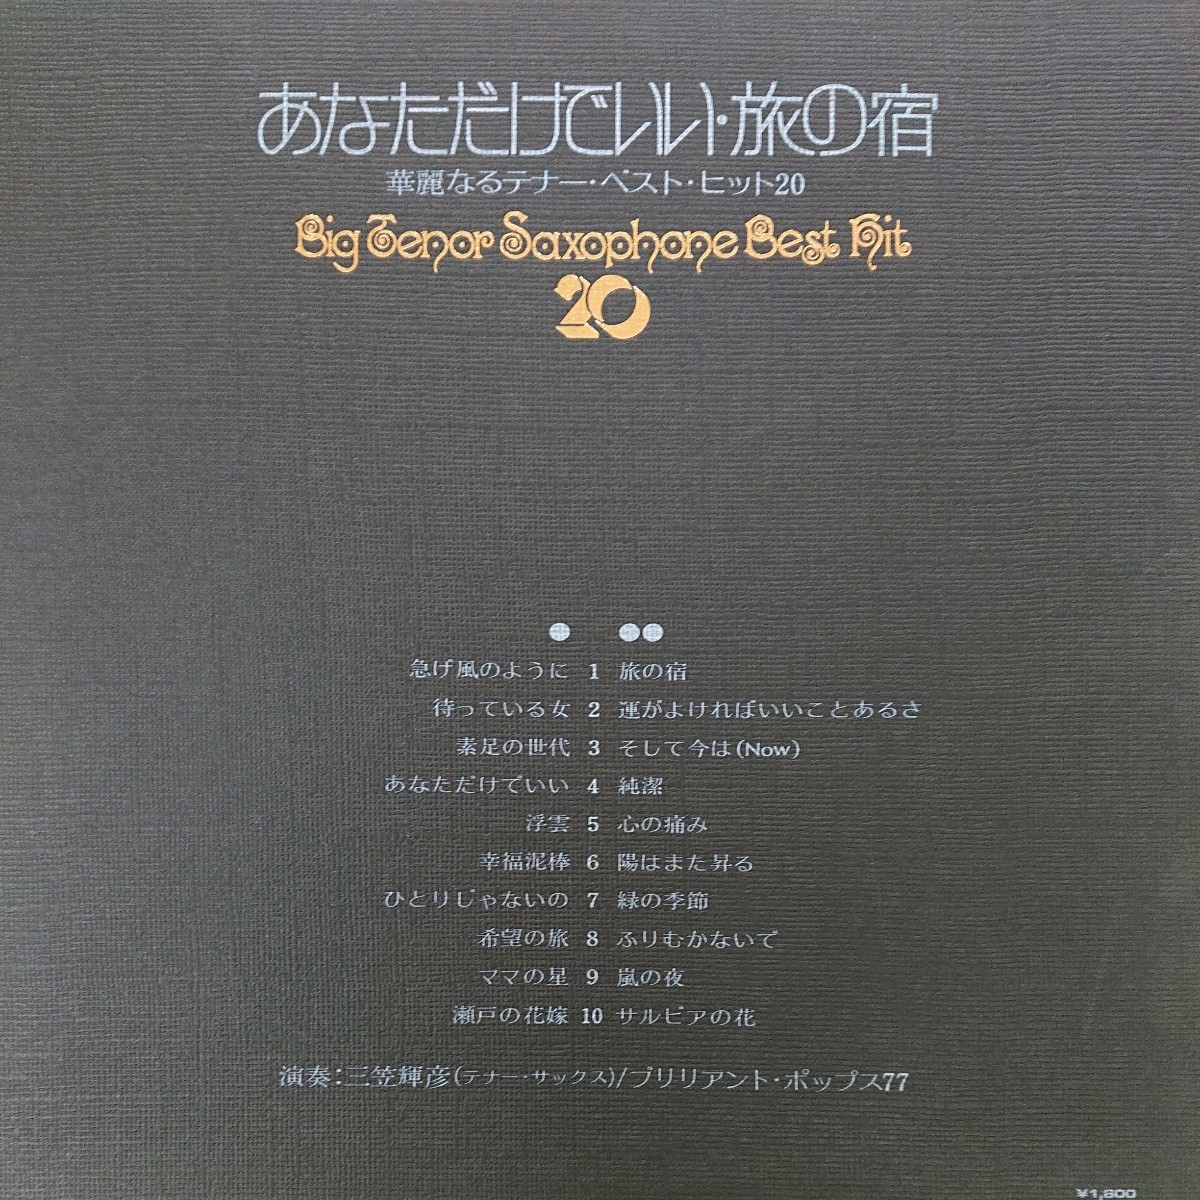 あなただけでいい・旅の宿
華麗なるテナー・ベスト・ヒット20
Big Tenor Saxophone Best Hit
20
急げ風のように 1 旅の宿
待っている女 2 運がよければいいことあるさ
素足の世代 3 そして今は(Now)
あなただけでいい 4 純潔
浮雲 5 心の痛み
幸福泥棒 6 陽はまた昇る
ひとりじゃないの 7 緑の季節
希望の旅 8 ふりむかないで
ママの星 9 嵐の夜
瀬戸の花嫁 10 サルビアの花
演奏:三笠輝彦(テナー・サックス)/ブリリアント・ポップス77
¥1,800